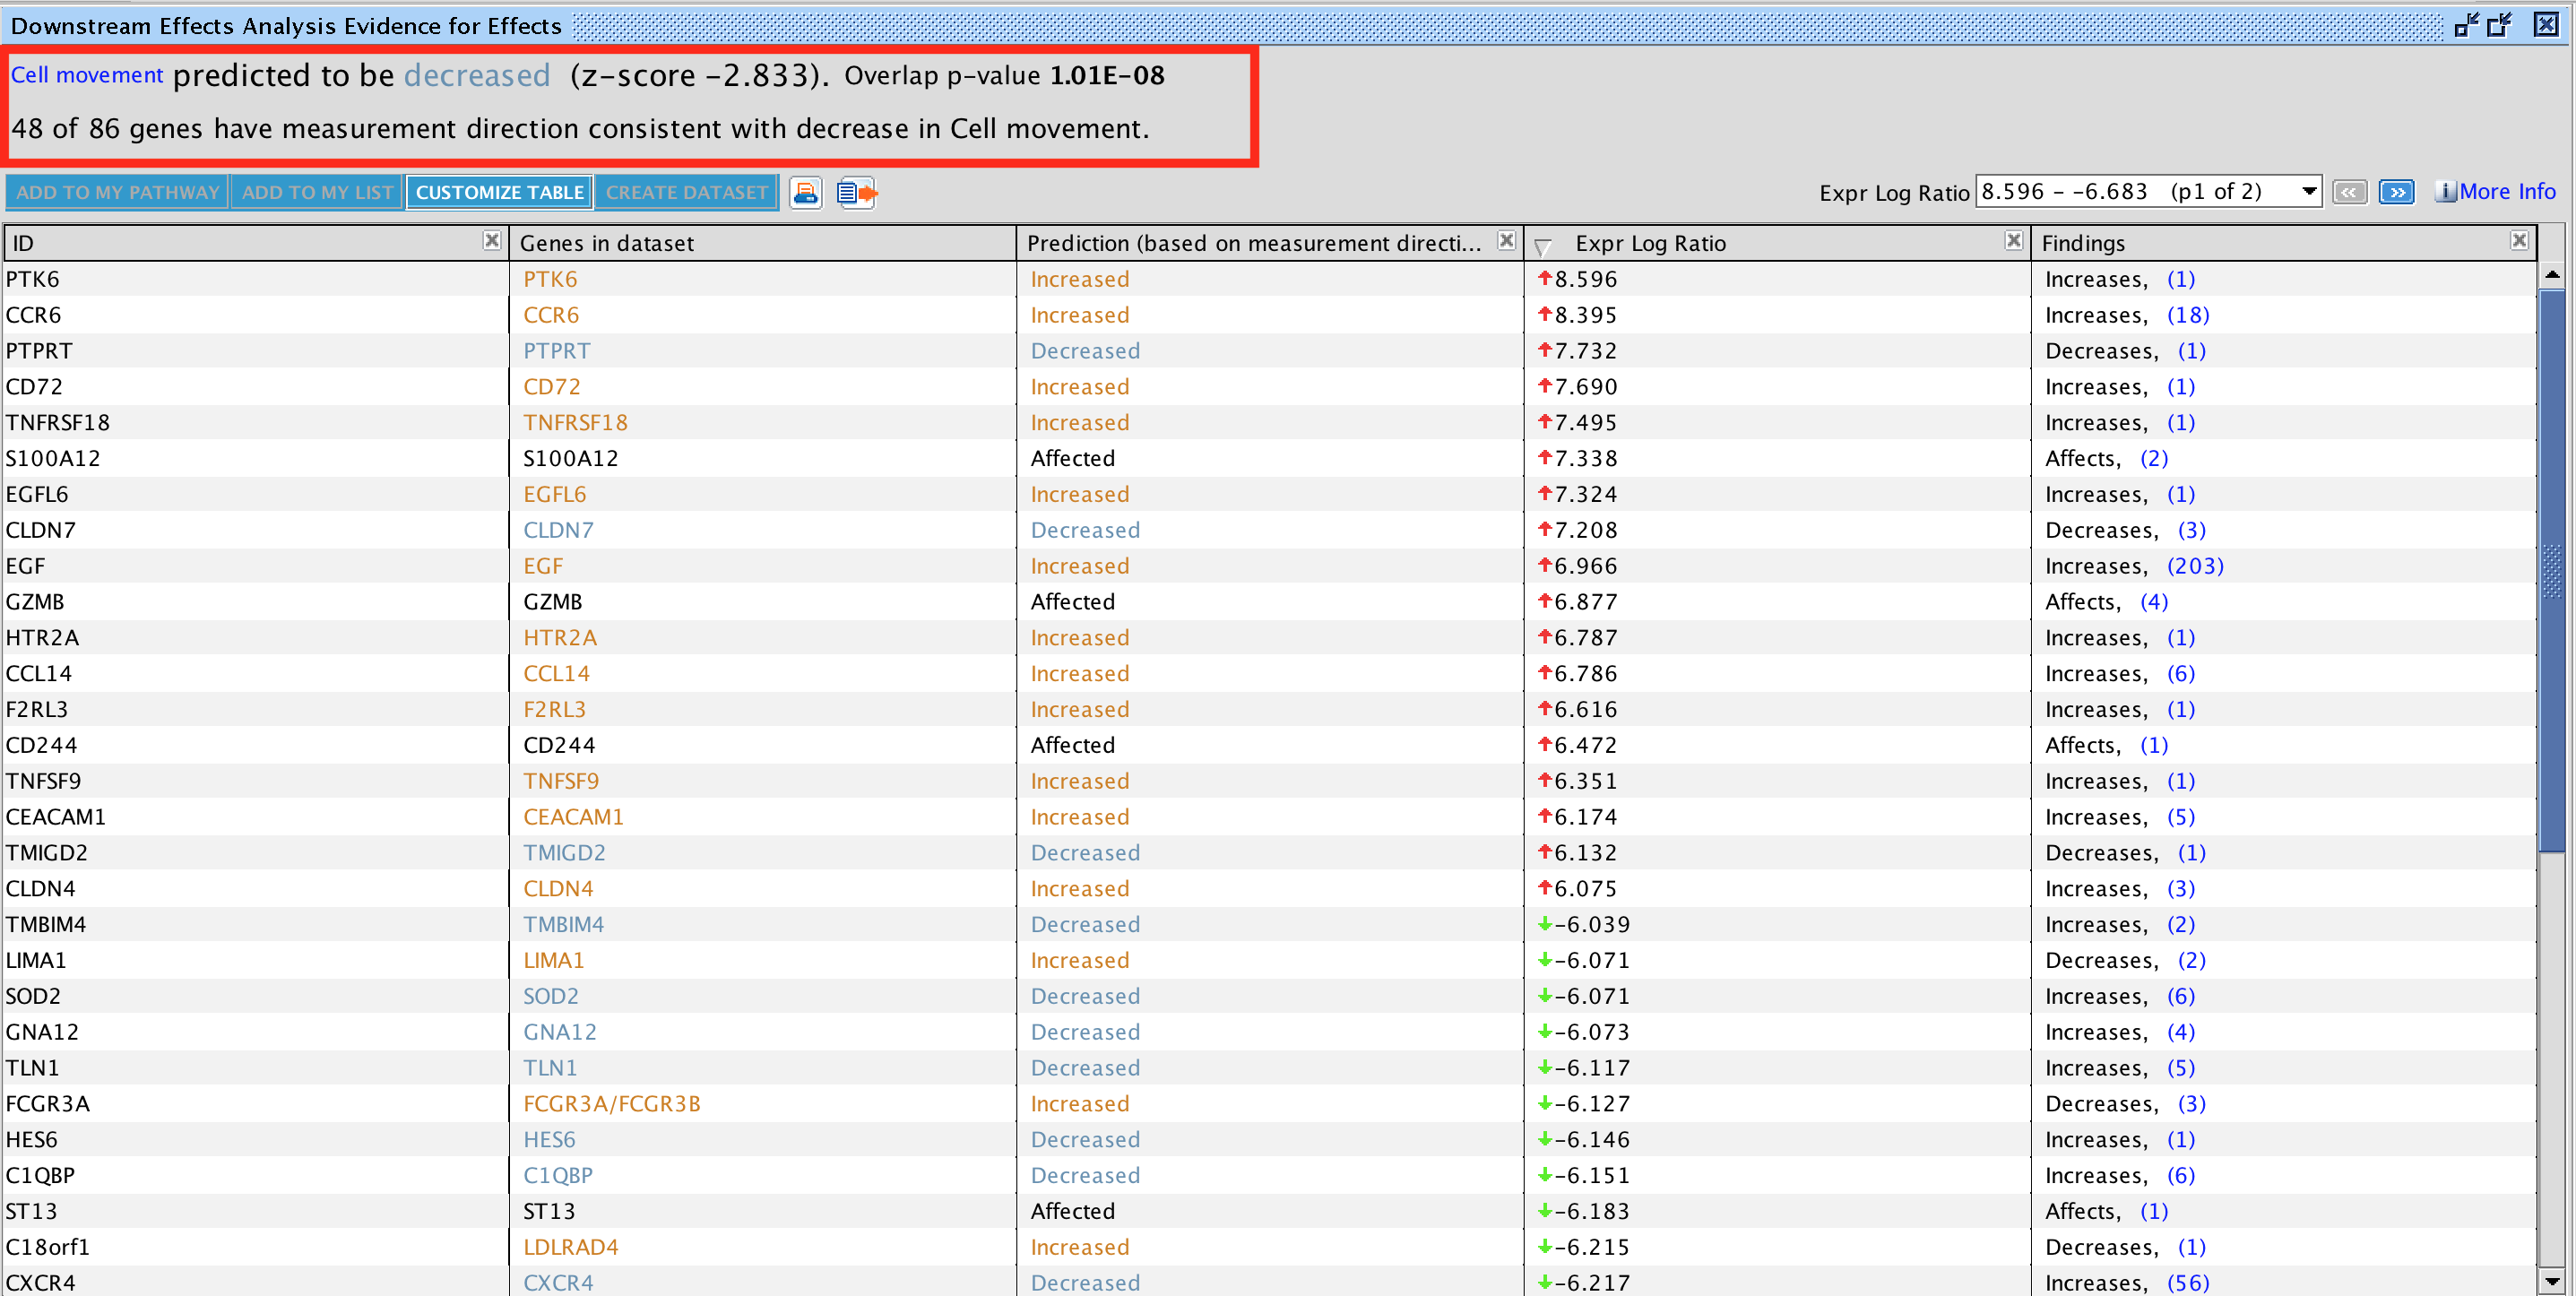 Downstream Effects Analysis Evidence for Effects
Cell movement predicted to be decreased (z-score -2.833). Overlap p-value 1.01E-08
48 of 86 genes have measurement direction consistent with decrease in Cell movement.
ADD TO MY PATHWAY ADD TO MY LIST CUSTOMIZE TABLE CREATE DATASET Expr Log Ratio 8.596 - -6.683 (p1 of 2) << >> i More Info
ID Genes in dataset Prediction (based on measurement directi... Expr Log Ratio Findings
PTK6 PTK6 Increased 8.596 Increases, (1)
CCR6 CCR6 Increased 8.395 Increases, (18)
PTPRT PTPRT Decreased 7.732 Decreases, (1)
CD72 CD72 Increased 7.690 Increases, (1)
TNFRSF18 TNFRSF18 Increased 7.495 Increases, (1)
S100A12 S100A12 Affected 7.338 Affects, (2)
EGFL6 EGFL6 Increased 7.324 Increases, (1)
CLDN7 CLDN7 Decreased 7.208 Decreases, (3)
EGF EGF Increased 6.966 Increases, (203)
GZMB GZMB Affected 6.877 Affects, (4)
HTR2A HTR2A Increased 6.787 Increases, (1)
CCL14 CCL14 Increased 6.786 Increases, (6)
F2RL3 F2RL3 Increased 6.616 Increases, (1)
CD244 CD244 Affected 6.472 Affects, (1)
TNFSF9 TNFSF9 Increased 6.351 Increases, (1)
CEACAM1 CEACAM1 Increased 6.174 Increases, (5)
TMIGD2 TMIGD2 Decreased 6.132 Decreases, (1)
CLDN4 CLDN4 Increased 6.075 Increases, (3)
TMBIM4 TMBIM4 Decreased -6.039 Increases, (2)
LIMA1 LIMA1 Increased -6.071 Decreases, (2)
SOD2 SOD2 Decreased -6.071 Increases, (6)
GNA12 GNA12 Decreased -6.073 Increases, (4)
TLN1 TLN1 Decreased -6.117 Increases, (5)
FCGR3A FCGR3A/FCGR3B Increased -6.127 Decreases, (3)
HES6 HES6 Decreased -6.146 Increases, (1)
C1QBP C1QBP Decreased -6.151 Increases, (6)
ST13 ST13 Affected -6.183 Affects, (1)
C18orf1 LDLRAD4 Increased -6.215 Decreases, (1)
CXCR4 CXCR4 Decreased -6.217 Increases, (56)